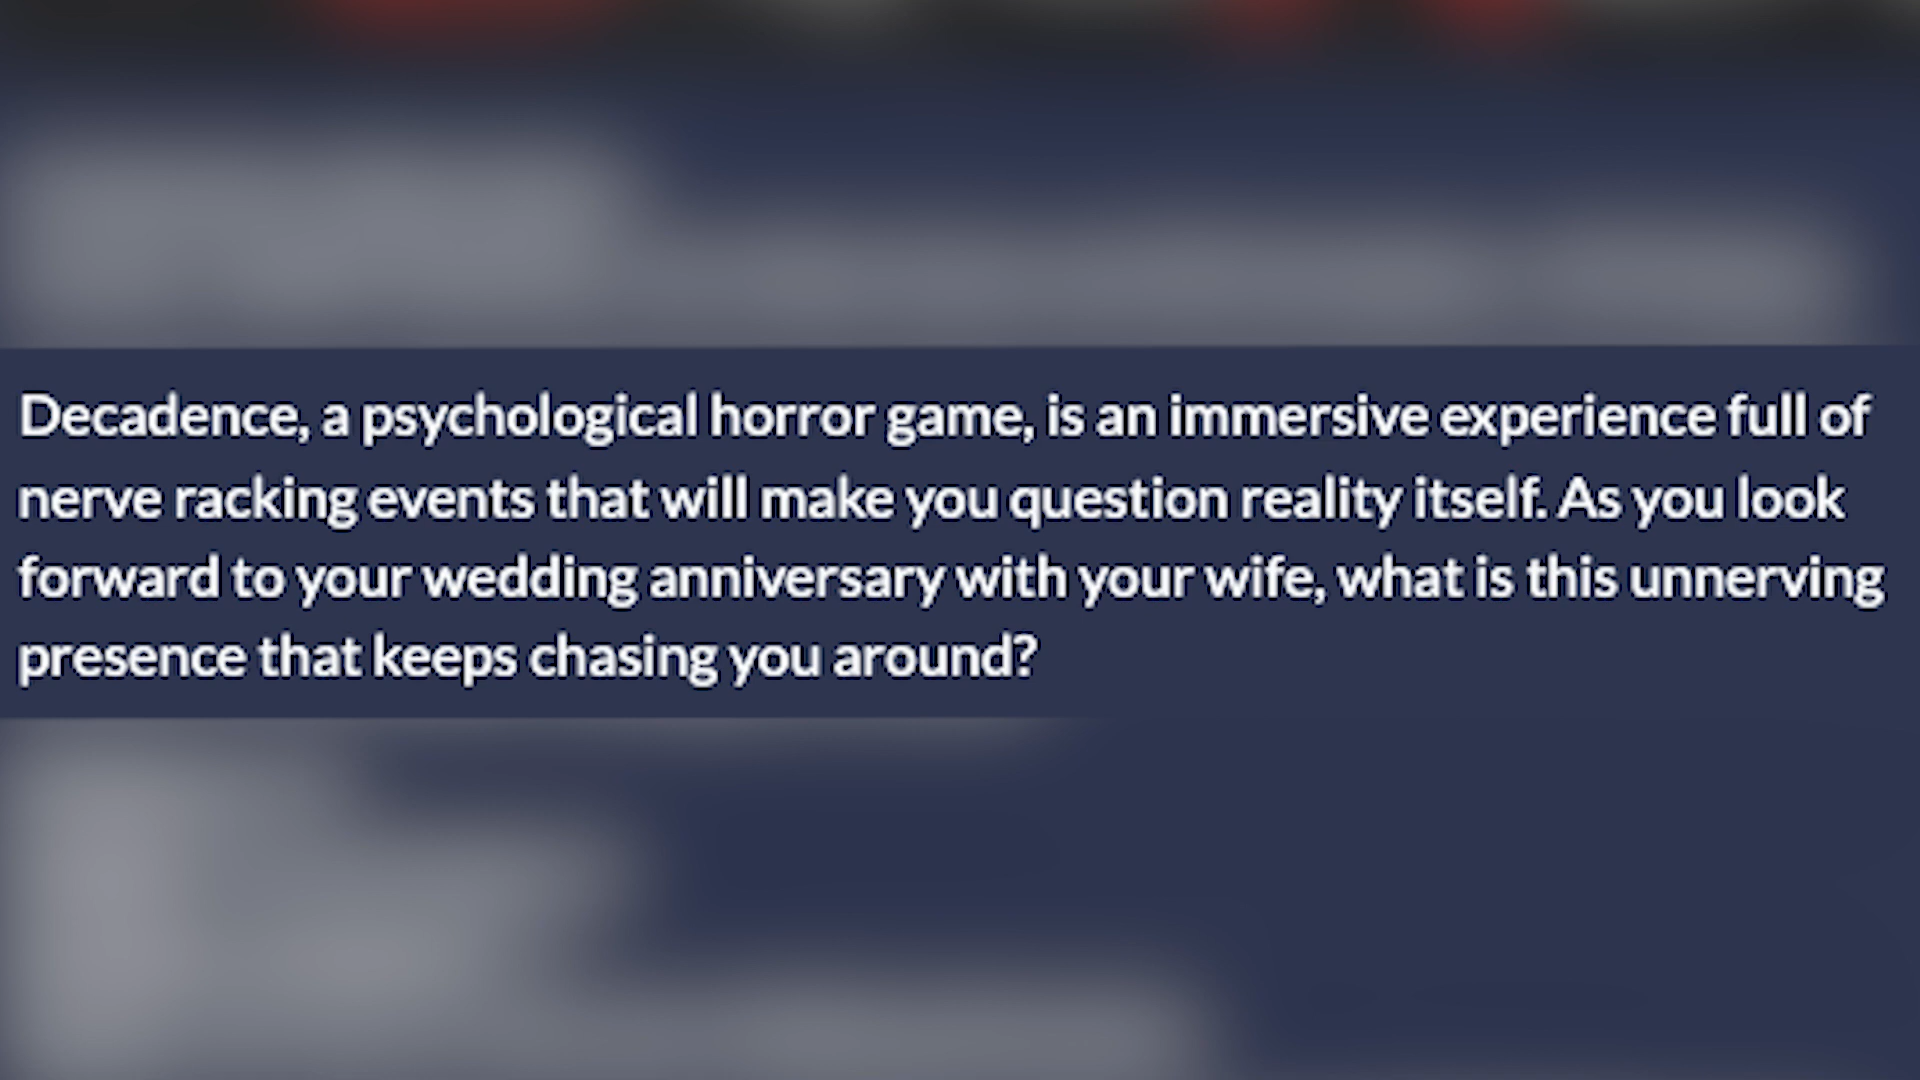 Decadence, a psychological horror game, is an immersive experience full of
nerve racking events that will make you question reality itself. As you look
forward to your wedding anniversary with your wife, what is this unnerving
presence that keeps chasing you around?